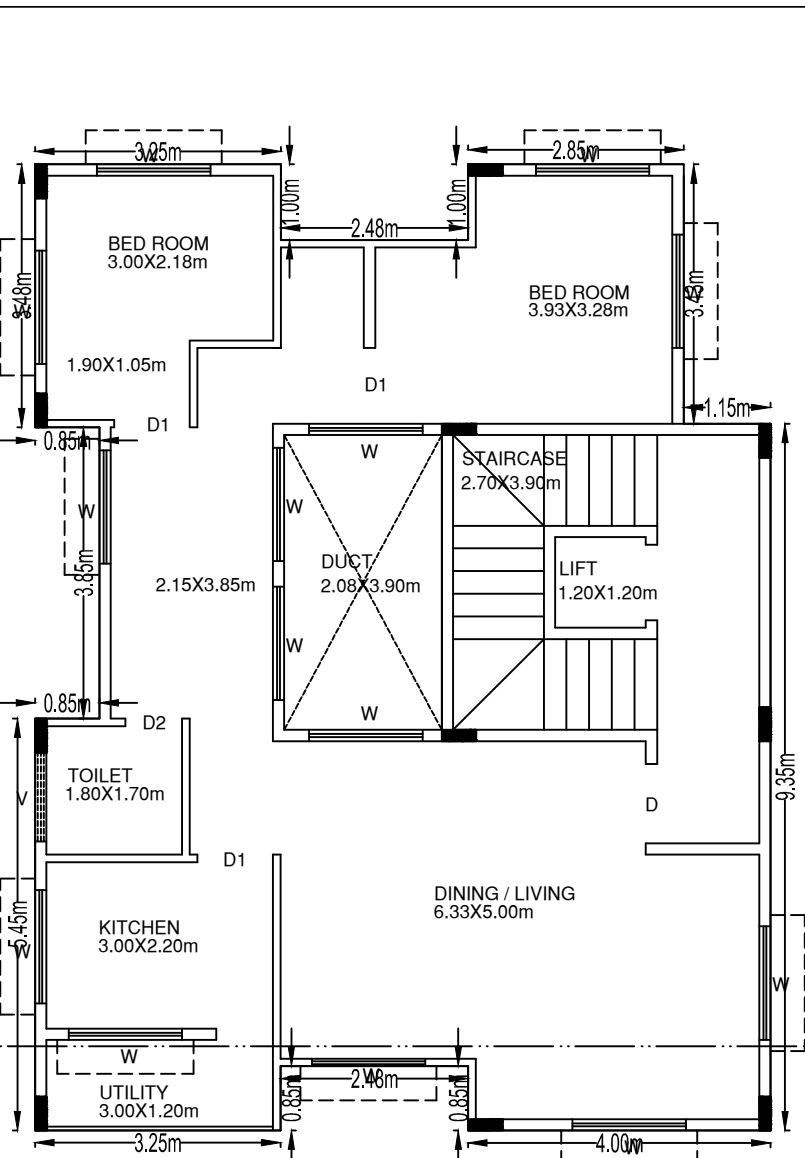 3.25m
W
2.85m
W
1.00m
1.00m
2.48m
BED ROOM
3.00X2.18m
3.48m
W
BED ROOM
3.93X3.28m
3.43m
W
1.90X1.05m
D1
D1
1.15m
0.85m
W
W
STAIRCASE
2.70X3.90m
W
3.85m
2.15X3.85m
DUCT
2.08X3.90m
LIFT
1.20X1.20m
W
0.85m
W
D2
TOILET
1.80X1.70m
V
9.35m
D
D1
DINING / LIVING
6.33X5.00m
KITCHEN
3.00X2.20m
5.45m
W
W
W
2.48m
W
UTILITY
3.00X1.20m
0.85m
0.85m
3.25m
4.00m
W